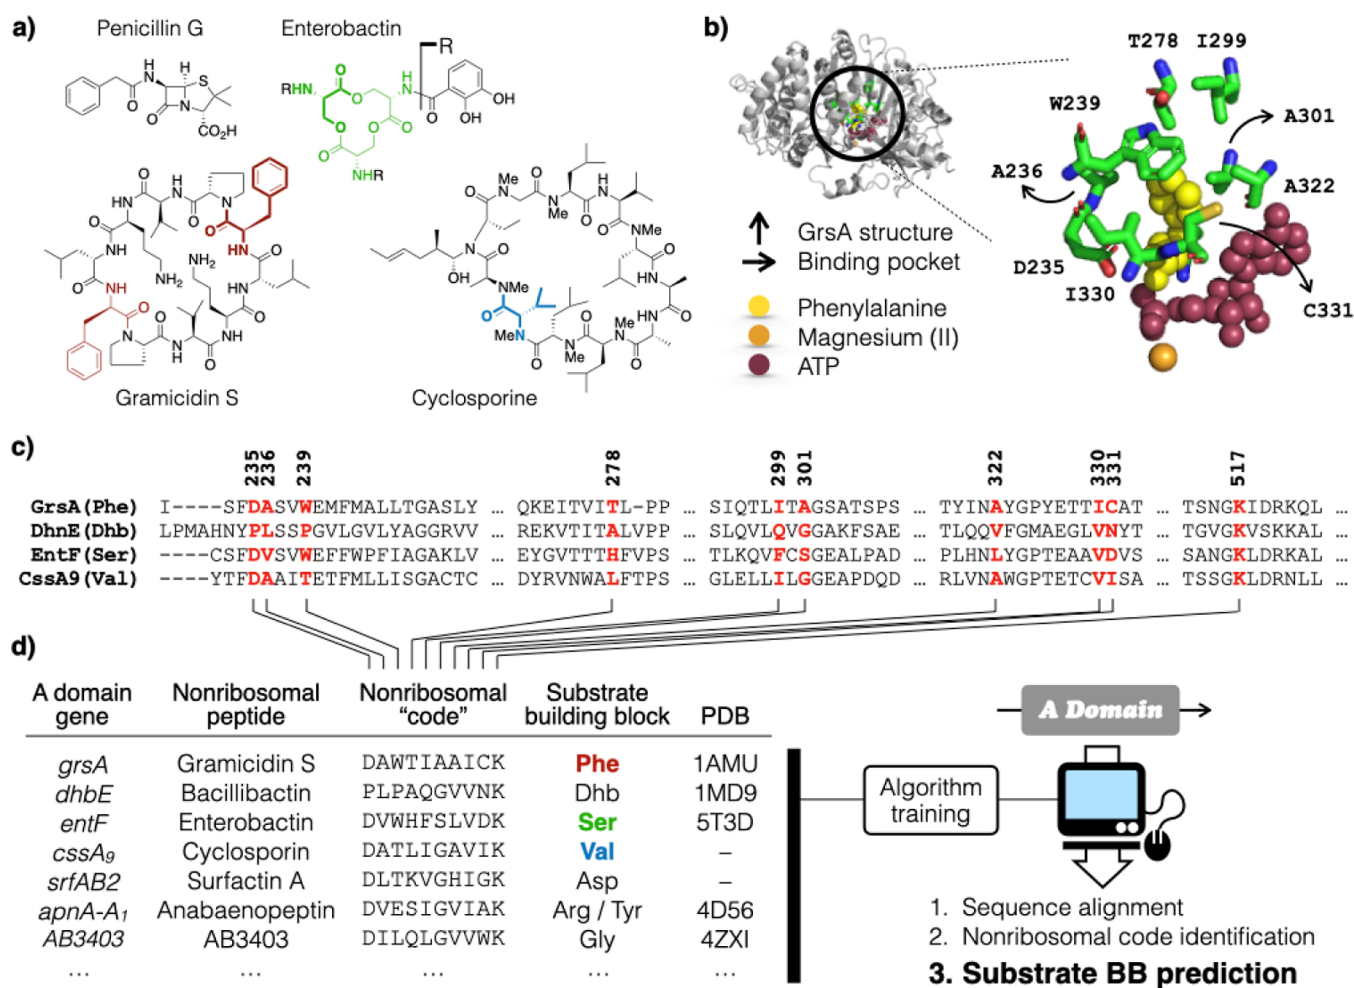 a)
Penicillin G
Enterobactin
Gramicidin S
Cyclosporine
b)
T278 I299
W239
A301
A236
A322
D235
I330
C331
GrsA structure
Binding pocket
Phenylalanine
Magnesium (II)
ATP
c)
235 236 239 278 299 301 322 330 331 517
GrsA(Phe) I----SFDASVWEMFMALLTGASLY ... QKEITVITL-PP ... SIQTLITAGSATSPS ... TYINAYGPYETTICAT ... TSNGKIDRKQL ...
DhnE(Dhb) LPMAHNYPLSSPGVLGVLYAGGRVV ... REKVTITALVPP ... SLQVLQVGGAKFSAE ... TLQQVFGMAEGLVNYT ... TGKVSKKAL ...
EntF(Ser) ----CSFDVSVWEFFWPFIAGAKLV ... EYGVTTTHFVPS ... TLKQVFCSGEALPAD ... PLHNLYGPTEAAVDVS ... SANGKLDRKAL ...
CssA9(Val) ----YTFDAAITETFMLLISGACTC ... DYRVNWALFTPS ... GLELLILGGEAPDQD ... RLVNAWGPTETCVISA ... TSSGKLDRNLL ...
d)
A domain gene Nonribosomal peptide Nonribosomal "code" Substrate building block PDB
grsA Gramicidin S DAWTIAAICK Phe 1AMU
dhbE Bacillibactin PLPAQGVVNK Dhb 1MD9
entF Enterobactin DVWHFSLVDK Ser 5T3D
cssA9 Cyclosporin DATLIGAVIK Val –
srfAB2 Surfactin A DLTKVGHIGK Asp –
apnA-A1 Anabaenopeptin DVESIGVIAK Arg / Tyr 4D56
AB3403 AB3403 DILQLGVVWK Gly 4ZXI
... ... ... ... ...
A Domain
Algorithm
training
1. Sequence alignment
2. Nonribosomal code identification
3. Substrate BB prediction